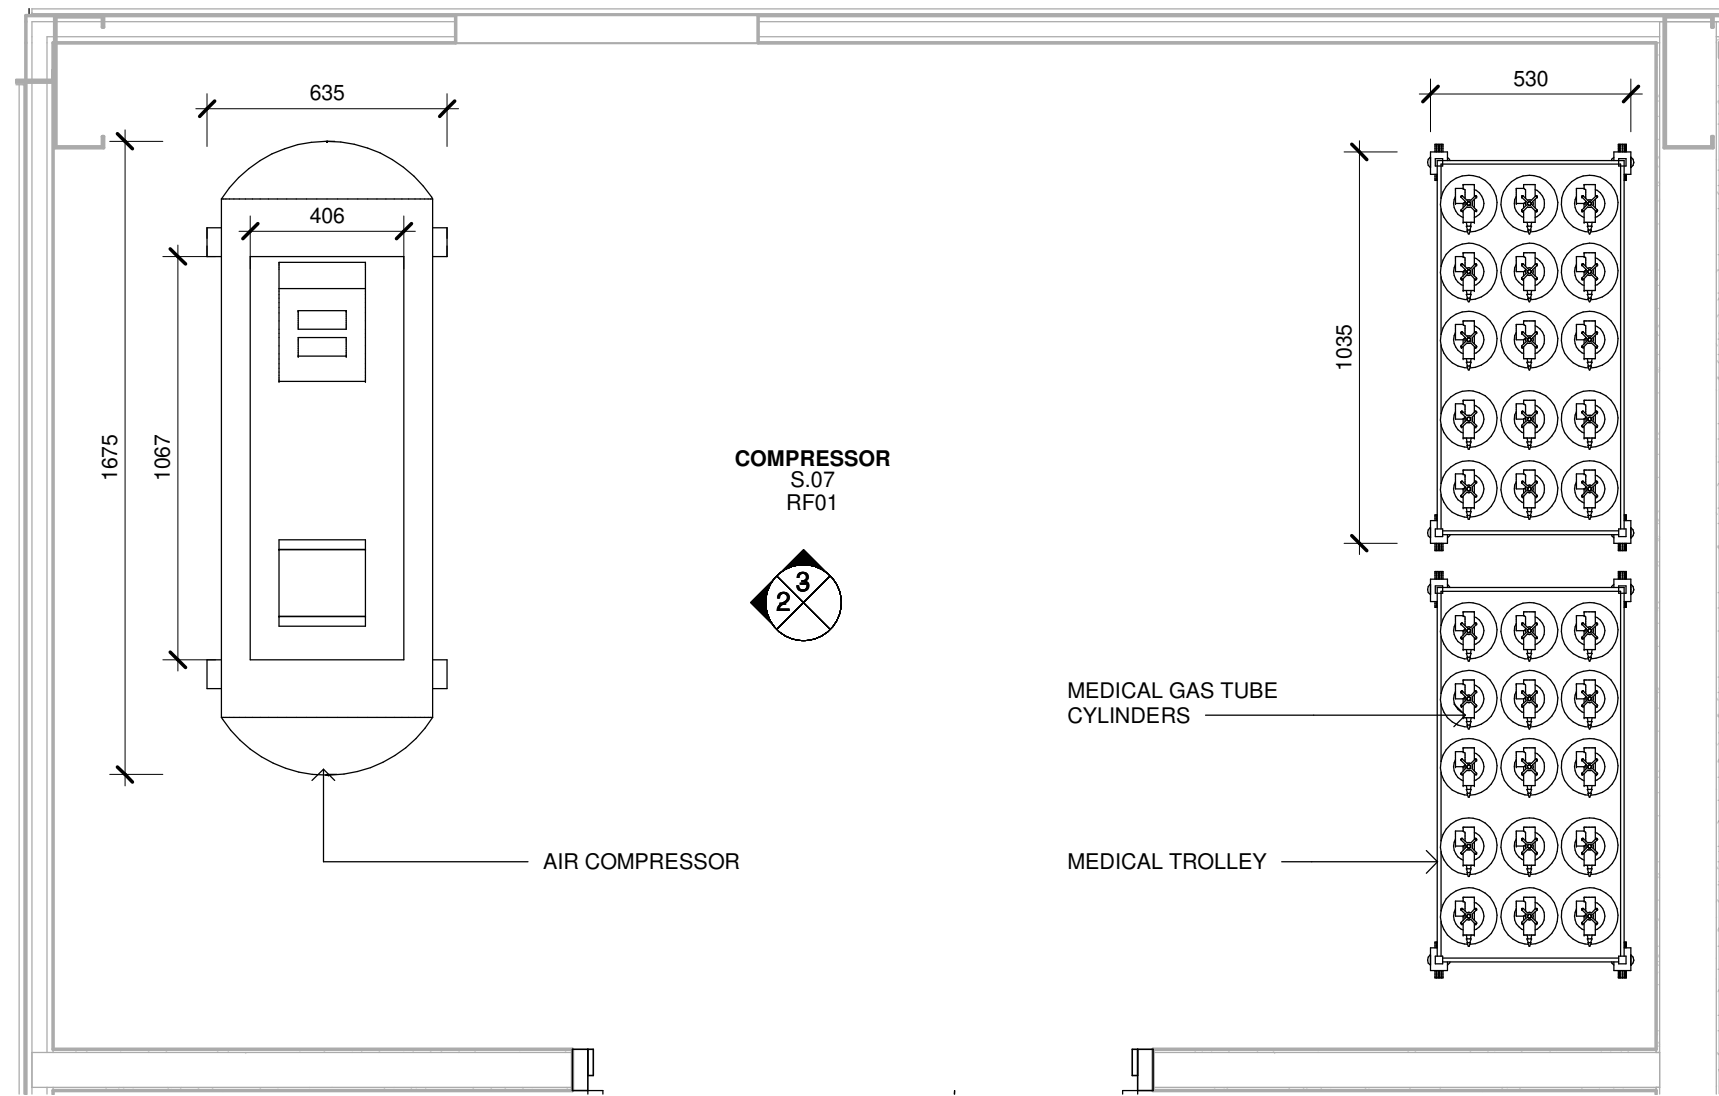 635
530
406
1035
1675
1067
COMPRESSOR
S.07
RF01
3
2
MEDICAL GAS TUBE
CYLINDERS
AIR COMPRESSOR
MEDICAL TROLLEY